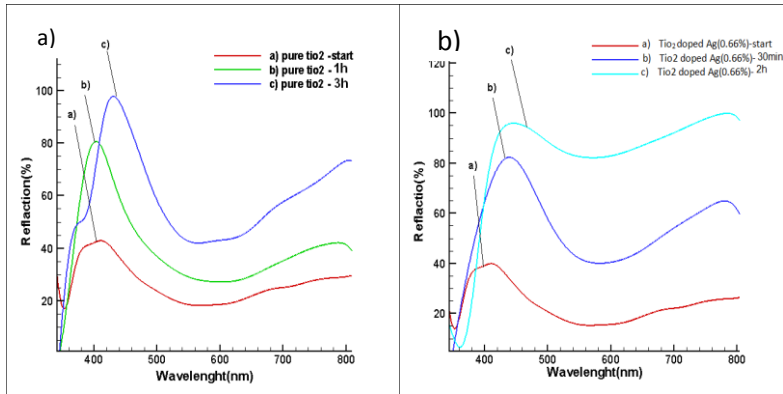 a)
c)
b)
a)
a) pure tio2 -start
b) pure tio2 - 1h
c) pure tio2 - 3h
Reflaction(%)
100
80
60
40
20
400
500
600
700
800
Wavelenght(nm)
b)
c)
b)
a)
a) Tio₂ doped Ag(0.66%)-start
b) Tio2 doped Ag(0.66%)- 30min
c) Tio2 doped Ag(0.66%)- 2h
Reflactio(%)
120
100
80
60
40
20
400
500
600
700
800
Wavelenght(nm)